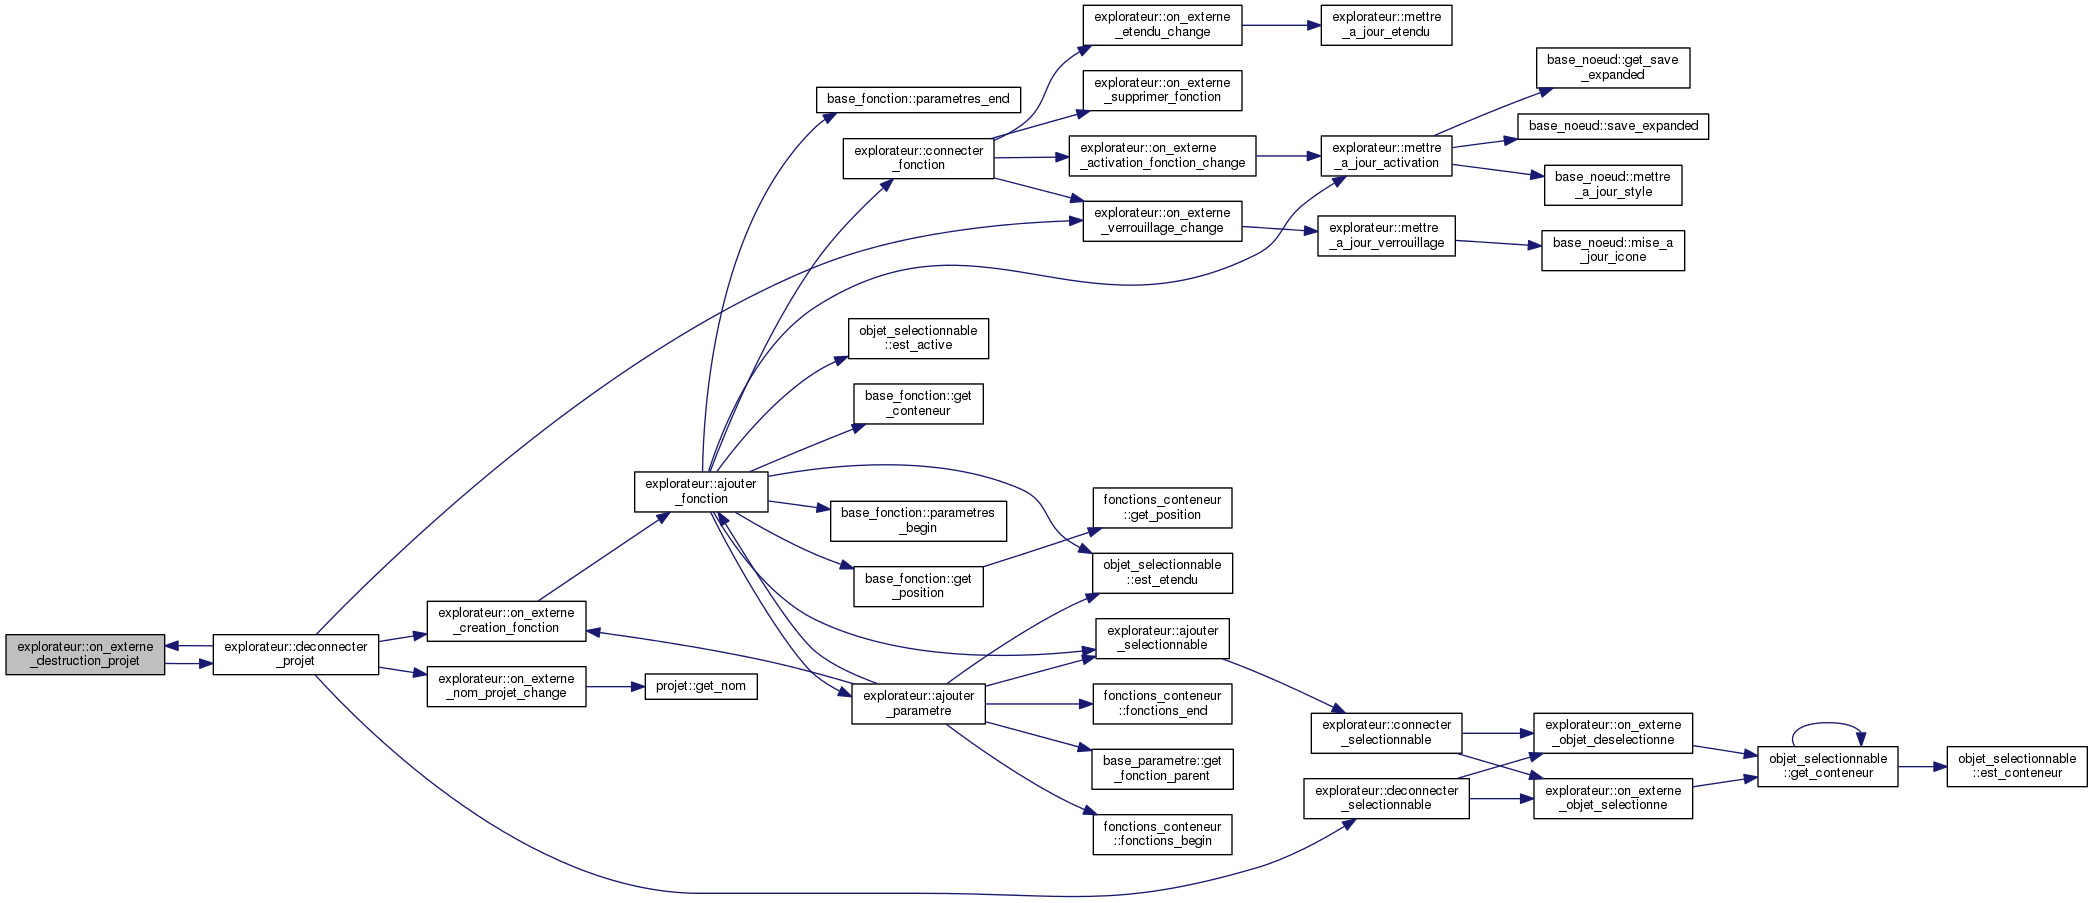 explorateur::on_externe
_etendu_change
explorateur::mettre
_a_jour_etendu
base_noeud::get_save
_expanded
explorateur::on_externe
_supprimer_fonction
base_fonction::parametres_end
base_noeud::save_expanded
explorateur::connecter
_fonction
explorateur::on_externe
_activation_fonction_change
explorateur::mettre
_a_jour_activation
base_noeud::mettre
_a_jour_style
explorateur::on_externe
_verrouillage_change
explorateur::mettre
_a_jour_verrouillage
base_noeud::mise_a
_jour_icone
objet_selectionnable
::est_active
base_fonction::get
_conteneur
explorateur::ajouter
_fonction
base_fonction::parametres
_begin
fonctions_conteneur
::get_position
base_fonction::get
_position
objet_selectionnable
::est_etendu
explorateur::on_externe
_destruction_projet
explorateur::deconnecter
_projet
explorateur::on_externe
_creation_fonction
explorateur::on_externe
_nom_projet_change
projet::get_nom
explorateur::ajouter
_selectionnable
explorateur::ajouter
_parametre
fonctions_conteneur
::fonctions_end
base_parametre::get
_fonction_parent
fonctions_conteneur
::fonctions_begin
explorateur::connecter
_selectionnable
explorateur::deconnecter
_selectionnable
explorateur::on_externe
_objet_deselectionne
explorateur::on_externe
_objet_selectionne
objet_selectionnable
::get_conteneur
objet_selectionnable
::est_conteneur